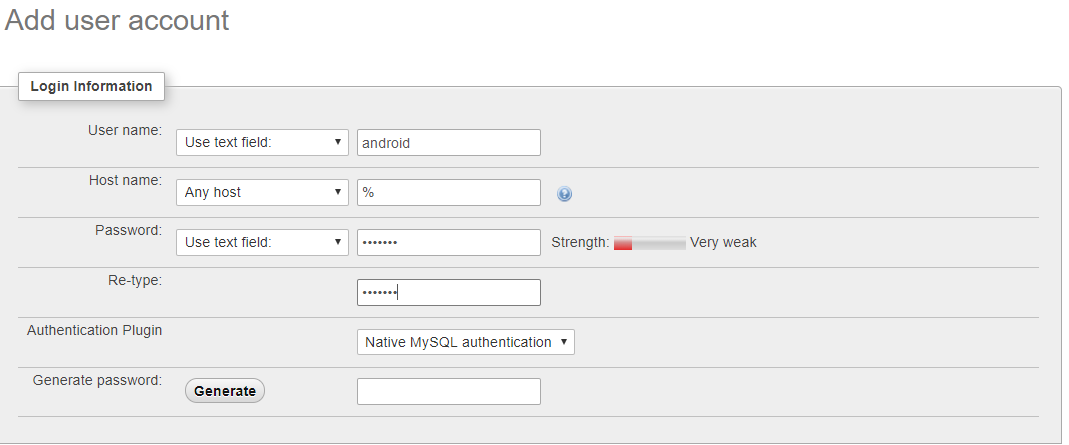 Add user account
Login Information
User name: Use text field: android
Host name: Any host %
Password: Use text field: ••••••• Strength: Very weak
Re-type: •••••••
Authentication Plugin Native MySQL authentication
Generate password: Generate